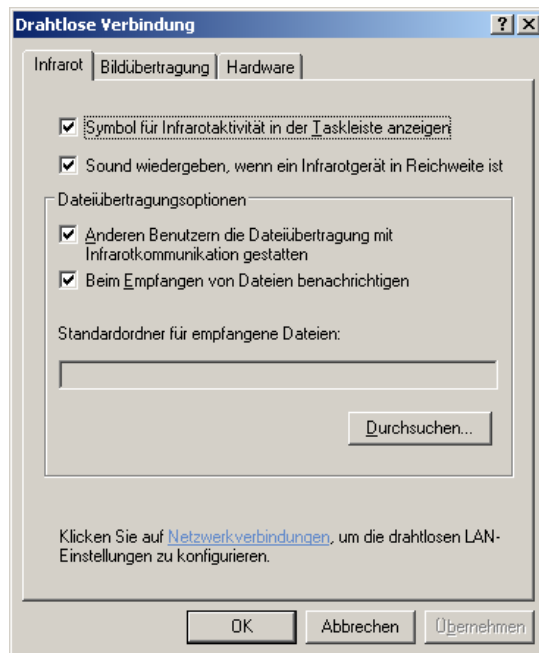 Drahtlose Verbindung
Infrarot Bildübertragung Hardware
Symbol für Infrarotaktivität in der Taskleiste anzeigen
Sound wiedergeben, wenn ein Infrarotgerät in Reichweite ist
Dateiübertragungsoptionen
Anderen Benutzern die Dateiübertragung mit
Infrarotkommunikation gestatten
Beim Empfangen von Dateien benachrichtigen
Standardordner für empfangene Dateien:
Durchsuchen...
Klicken Sie auf Netzwerkverbindungen, um die drahtlosen LAN-
Einstellungen zu konfigurieren.
OK Abbrechen Übernehmen